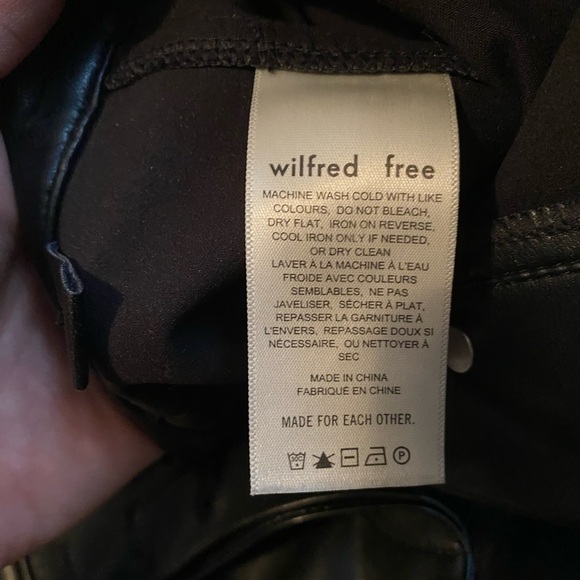 wilfred free
MACHINE WASH COLD WITH LIKE
COLOURS, DO NOT BLEACH,
DRY FLAT, IRON ON REVERSE,
COOL IRON ONLY IF NEEDED,
OR DRY CLEAN
LAVER À LA MACHINE À L'EAU
FROIDE AVEC COULEURS
SEMBLABLES, NE PAS
JAVELISER, SÉCHER À PLAT,
REPASSER LA GARNITURE À
L'ENVERS, REPASSAGE DOUX SI
NÉCESSAIRE, OU NETTOYER À
SEC
MADE IN CHINA
FABRIQUÉ EN CHINE
MADE FOR EACH OTHER.
30C P